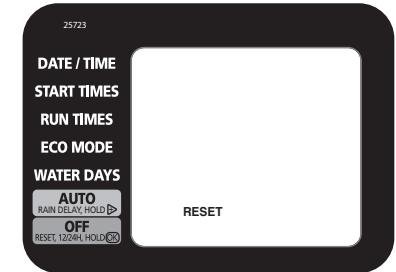 25723
DATE / TIME
START TIMES
RUN TIMES
ECO MODE
WATER DAYS
AUTO
RAIN DELAY, HOLD
OFF
RESET, 12/24H, HOLD OK
RESET